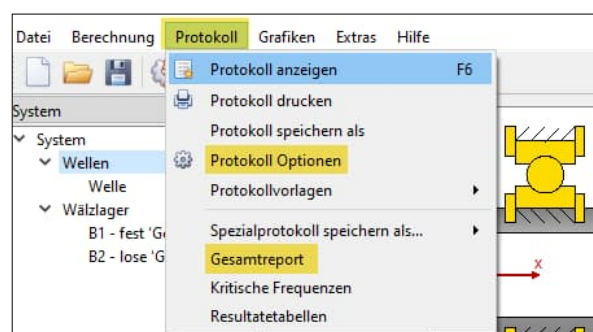 Datei Berechnung Protokoll Grafiken Extras Hilfe
System
System
Wellen
Welle
Wälzlager
B1 - fest 'Ge
B2 - lose 'G
Protokoll anzeigen F6
Protokoll drucken
Protokoll speichern als
Protokoll Optionen
Protokollvorlagen
Spezialprotokoll speichern als...
Gesamtreport
Kritische Frequenzen
Resultatetabellen
x